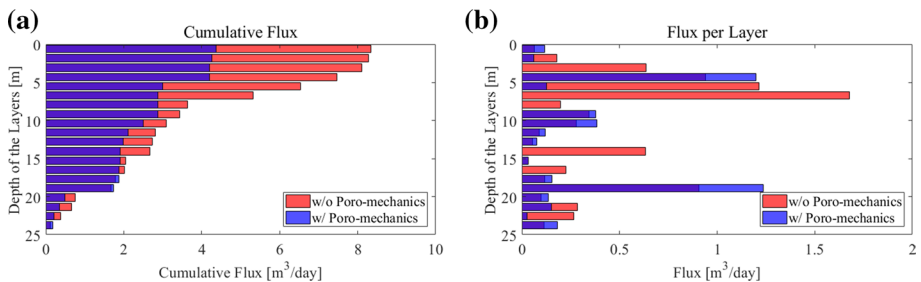 (a)
Cumulative Flux
Depth of the Layers [m]
0
5
10
15
20
25
w/o Poro-mechanics
w/ Poro-mechanics
0 2 4 6 8 10
Cumulative Flux [m³/day]
(b)
Flux per Layer
Depth of the Layers [m]
0
5
10
15
20
25
w/o Poro-mechanics
w/ Poro-mechanics
0 0.5 1 1.5 2
Flux [m³/day]